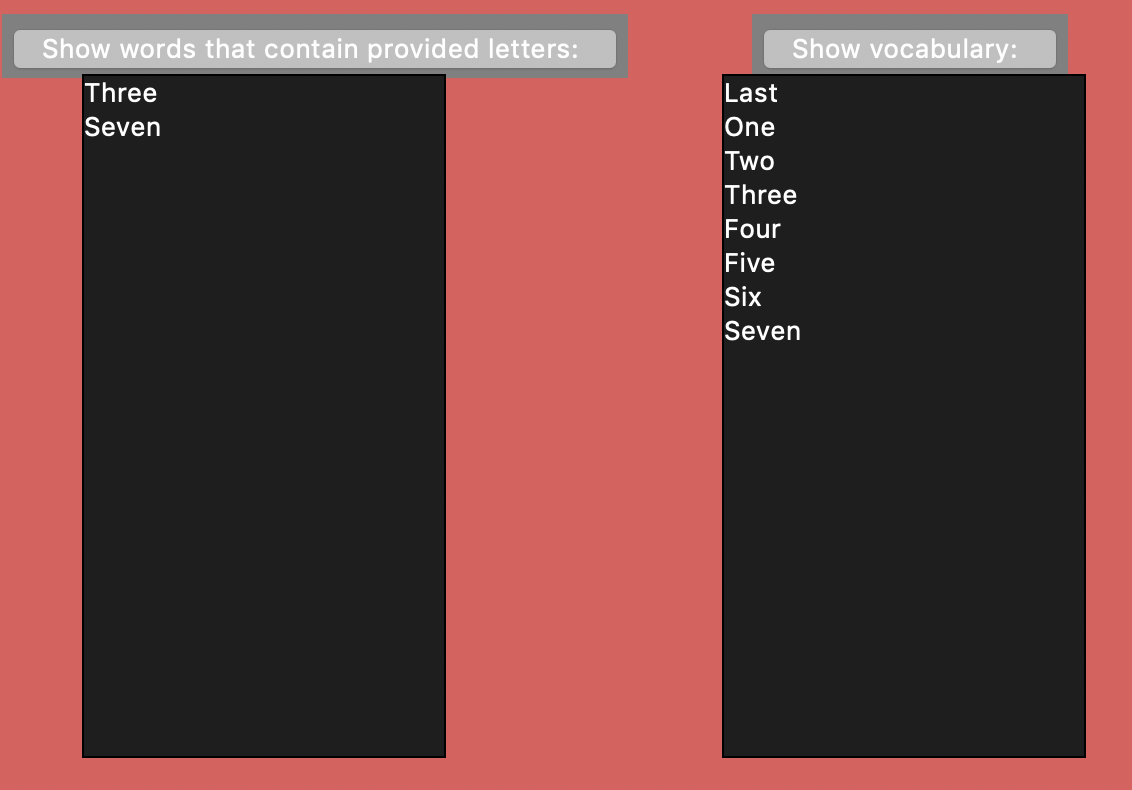 Show words that contain provided letters:
Three
Seven
Show vocabulary:
Last
One
Two
Three
Four
Five
Six
Seven